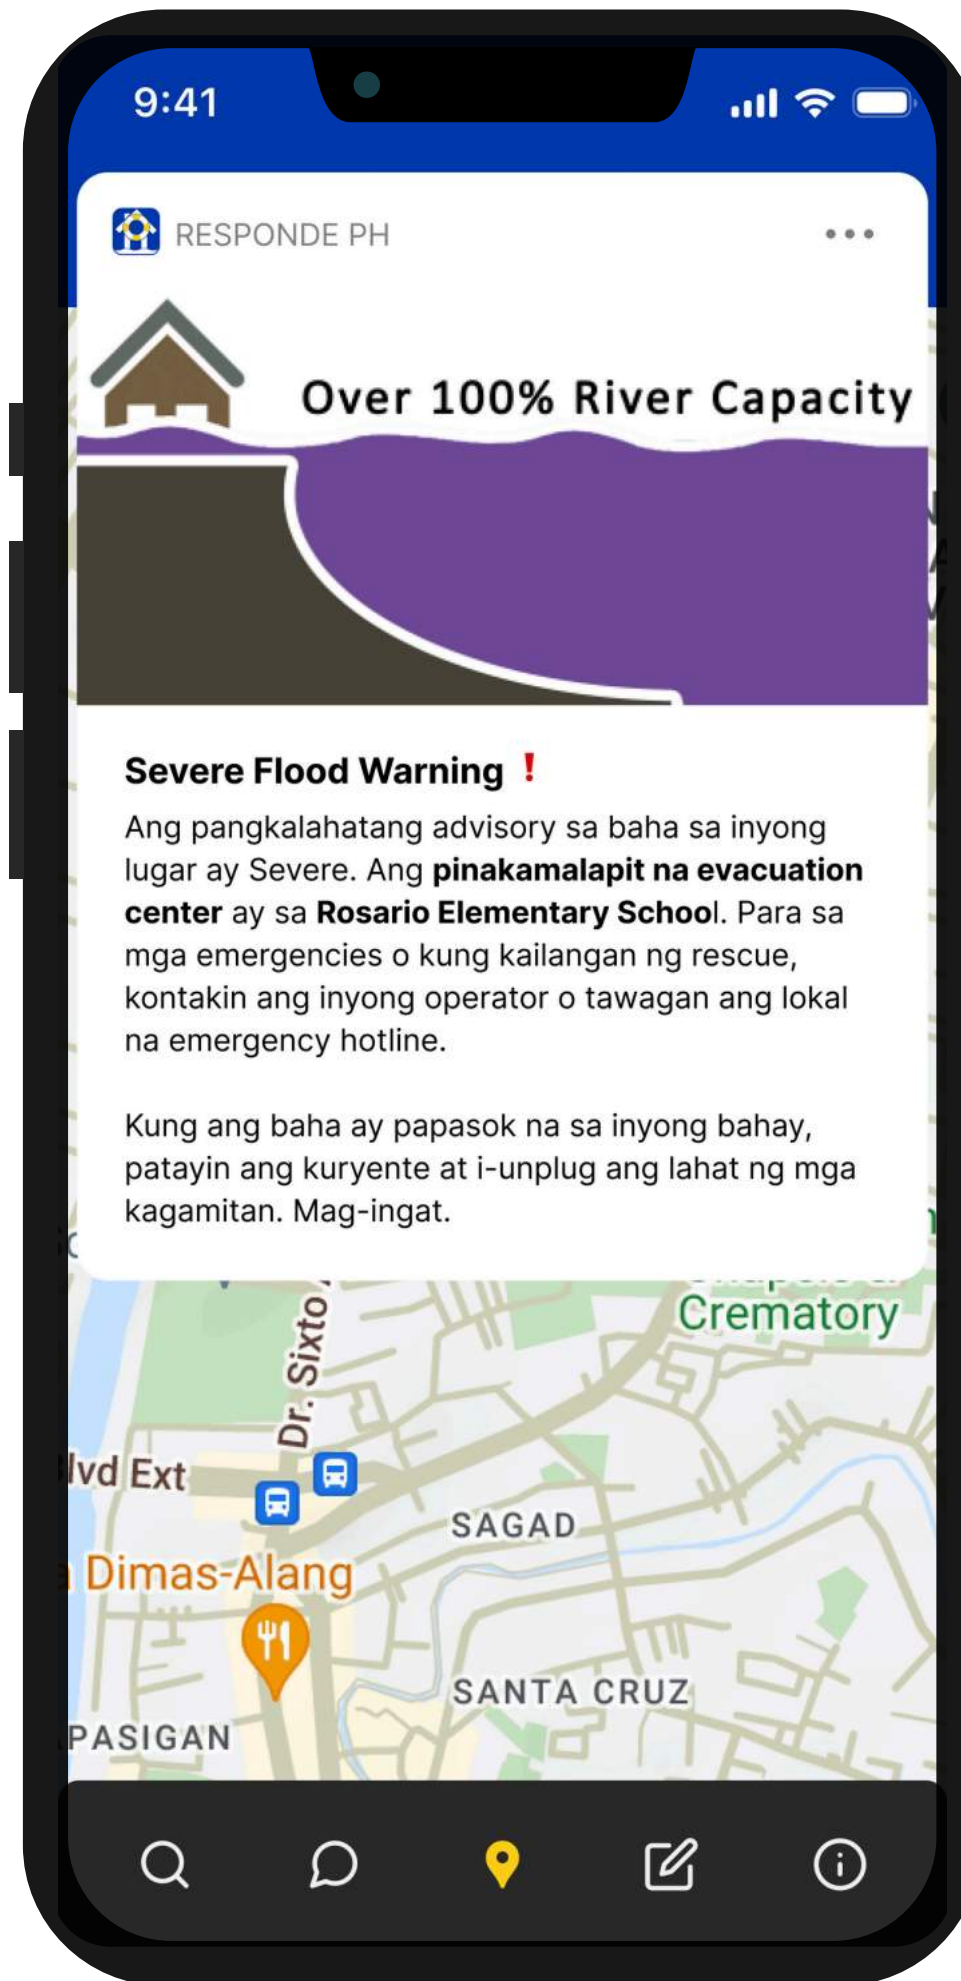 9:41
RESPONDE PH
Over 100% River Capacity
Severe Flood Warning !
Ang pangkalahatang advisory sa baha sa inyong
lugar ay Severe. Ang pinakamalapit na evacuation
center ay sa Rosario Elementary School. Para sa
mga emergencies o kung kailangan ng rescue,
kontakin ang inyong operator o tawagan ang lokal
na emergency hotline.
Kung ang baha ay papasok na sa inyong bahay,
patayin ang kuryente at i-unplug ang lahat ng mga
kagamitan. Mag-ingat.
Crematory
Dr. Sixto
lvd Ext
SAGAD
Dimas-Alang
SANTA CRUZ
PASIGAN